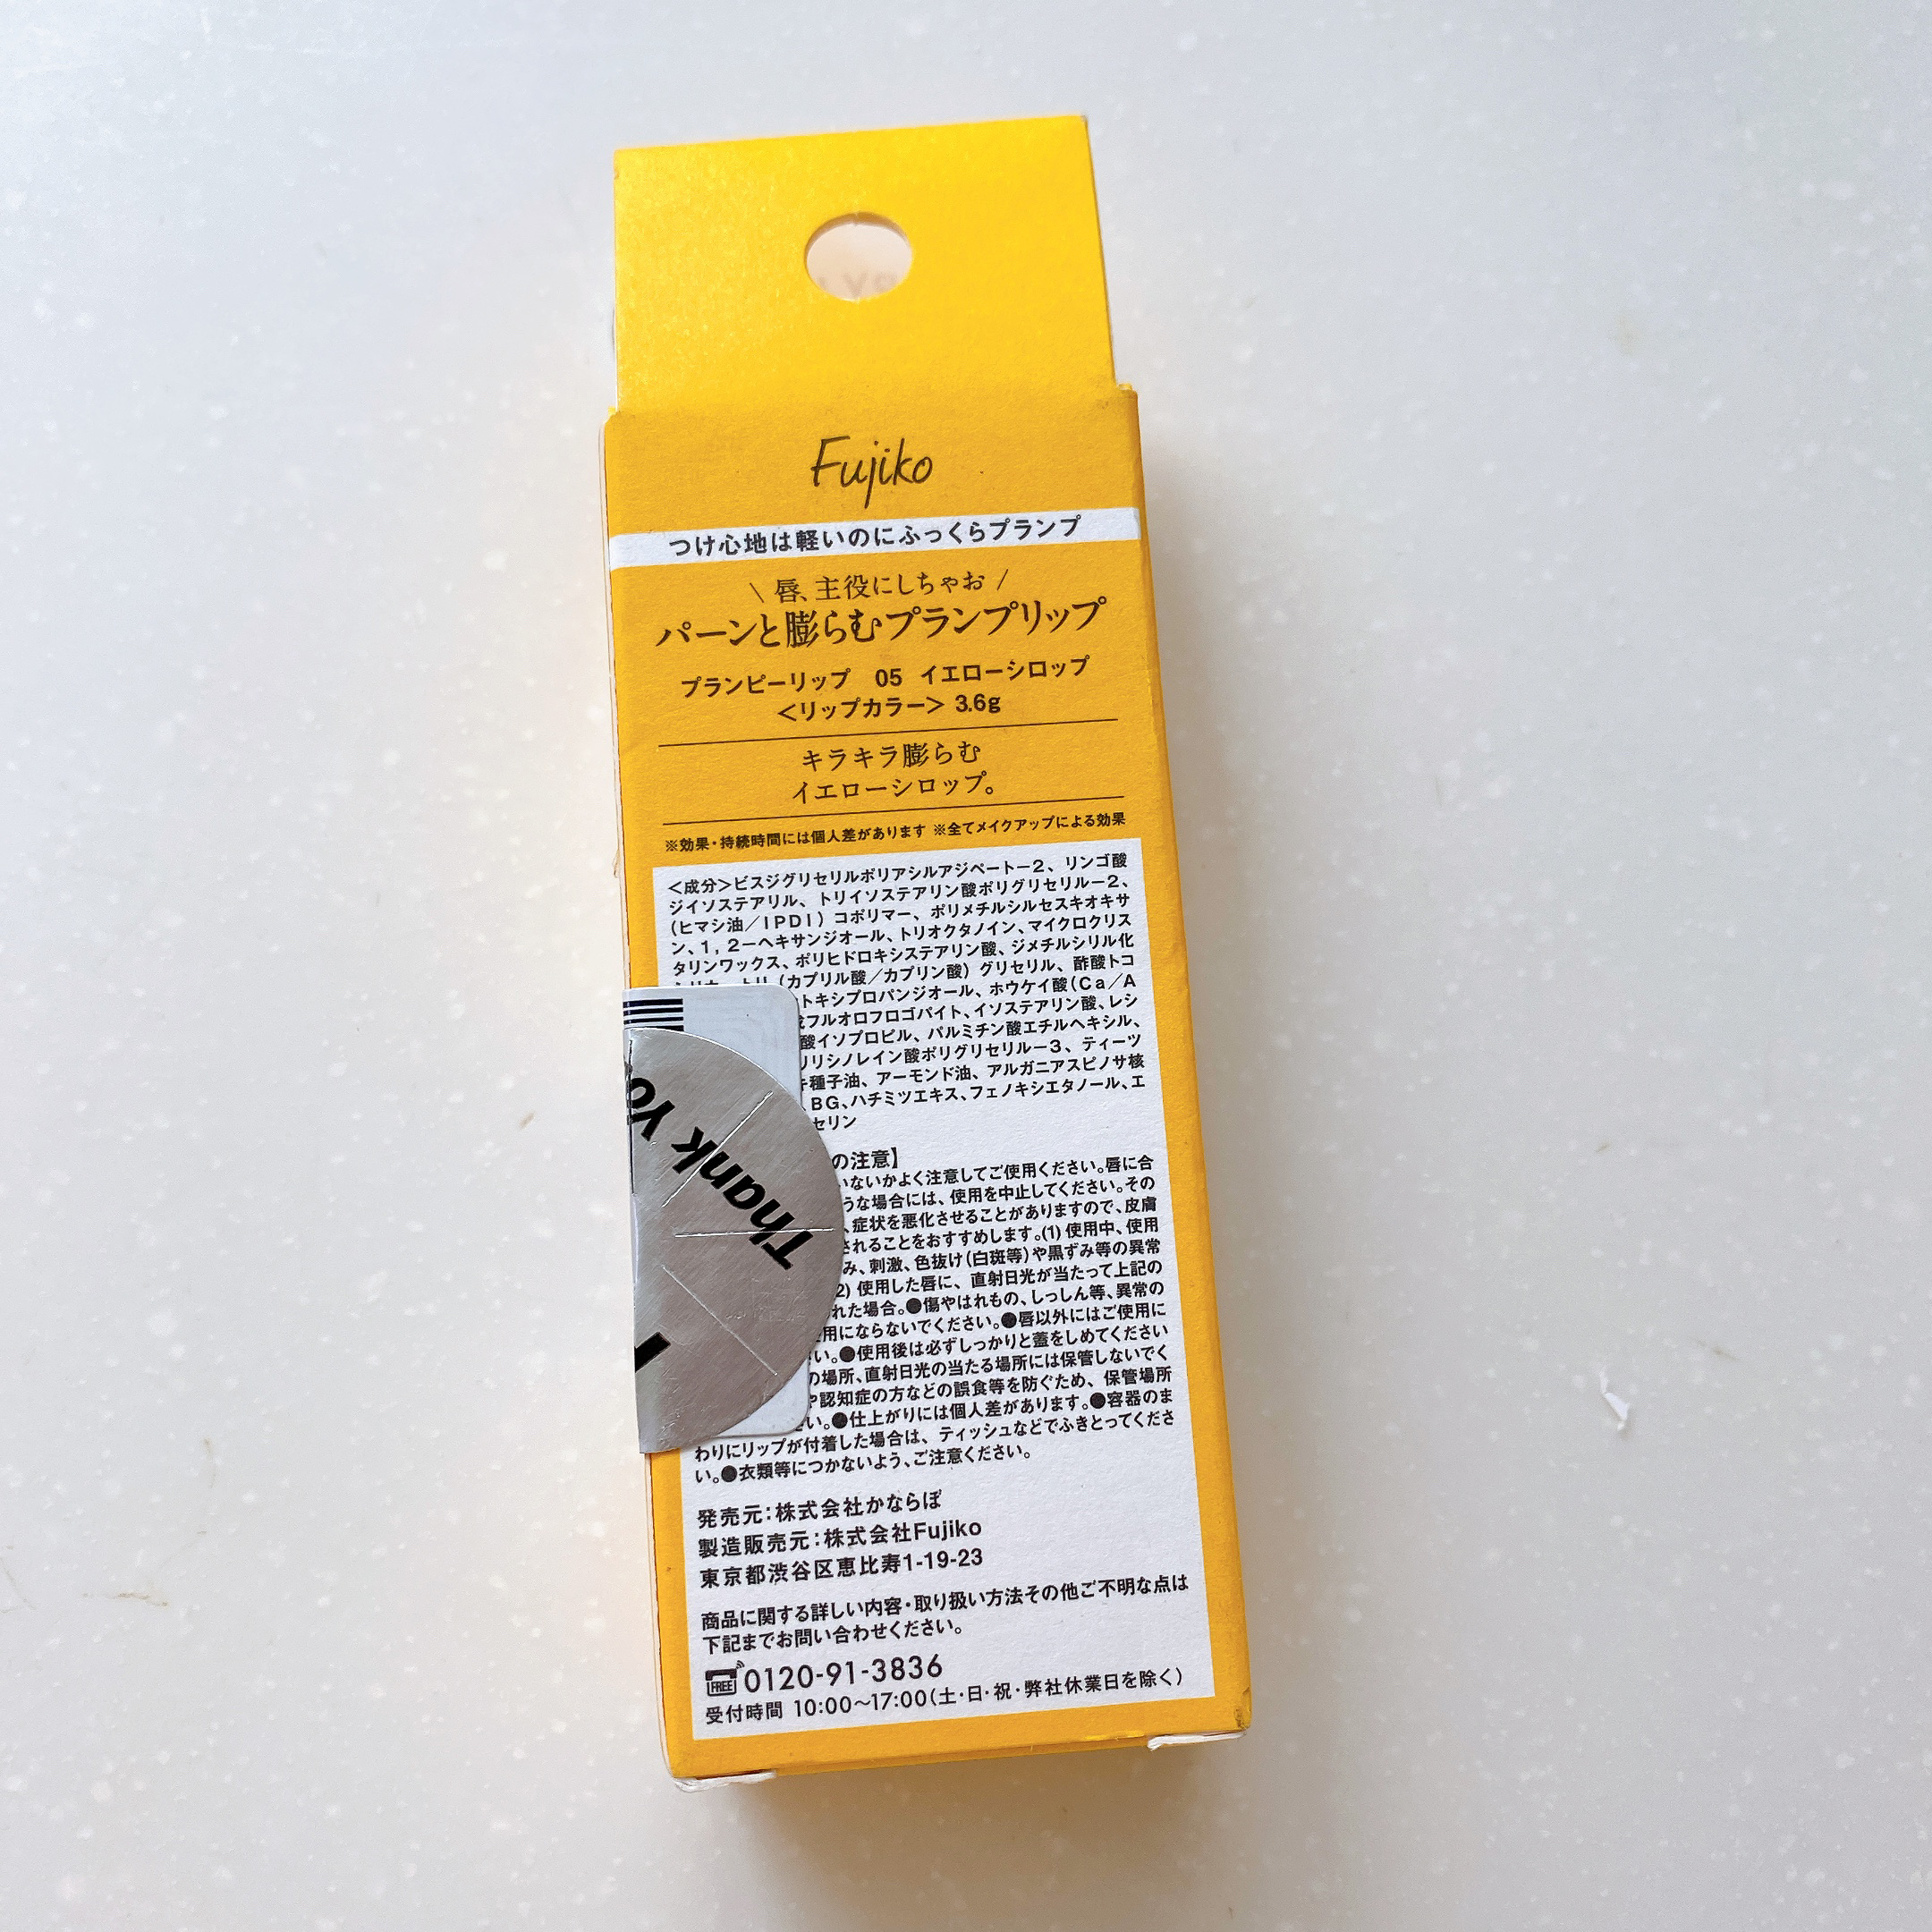 Fujiko
つけ心地は軽いのにふっくらプランプ
\ 唇、主役にしちゃお /
パーンと膨らむプランプリップ
プランピーリップ 05 イエローシロップ
＜リップカラー＞ 3.6g
キラキラ膨らむ
イエローシロップ。
※効果・持続時間には個人差があります ※全てメイクアップによる効果
＜成分＞ビスジグリセリルポリアシルアジペート－2、リンゴ酸
ジイソステアリル、トリイソステアリン酸ポリグリセリル－2、
（ヒマシ油／IPDI）コポリマー、ポリメチルシルセスキオキサ
ン、1，2－ヘキサンジオール、トリオクタノイン、マイクロクリス
タリンワックス、ポリヒドロキシステアリン酸、ジメチルシリル化
（カプリル酸／カプリン酸）グリセリル、酢酸トコ
トキシプロパンジオール、ホウケイ酸（Ca／A
フルオロフロゴパイト、イソステアリン酸、レシ
酸イソプロピル、パルミチン酸エチルヘキシル、
リシノレイン酸ポリグリセリル－3、ティーツ
種子油、アーモンド油、アルガニアスピノサ核
BG、ハチミツエキス、フェノキシエタノール、エ
セリン
の注意】
いないかよく注意してご使用ください。唇に合
うな場合には、使用を中止してください。その
、症状を悪化させることがありますので、皮膚
されることをおすすめします。(1) 使用中、使用
み、刺激、色抜け（白斑等）や黒ずみ等の異常
2) 使用した唇に、直射日光が当たって上記の
れた場合。●傷やはれもの、しっしん等、異常の
用にならないでください。●唇以外にはご使用に
い。●使用後は必ずしっかりと蓋をしめてください
の場所、直射日光の当たる場所には保管しないでく
や認知症の方などの誤食等を防ぐため、保管場所
い。●仕上がりには個人差があります。●容器のま
わりにリップが付着した場合は、ティッシュなどでふきとってくださ
い。●衣類等につかないよう、ご注意ください。
Thank yo
発売元：株式会社かならぼ
製造販売元：株式会社Fujiko
東京都渋谷区恵比寿1-19-23
商品に関する詳しい内容・取り扱い方法その他ご不明な点は
下記までお問い合わせください。
FREE 0120-91-3836
受付時間 10:00～17:00（土・日・祝・弊社休業日を除く）